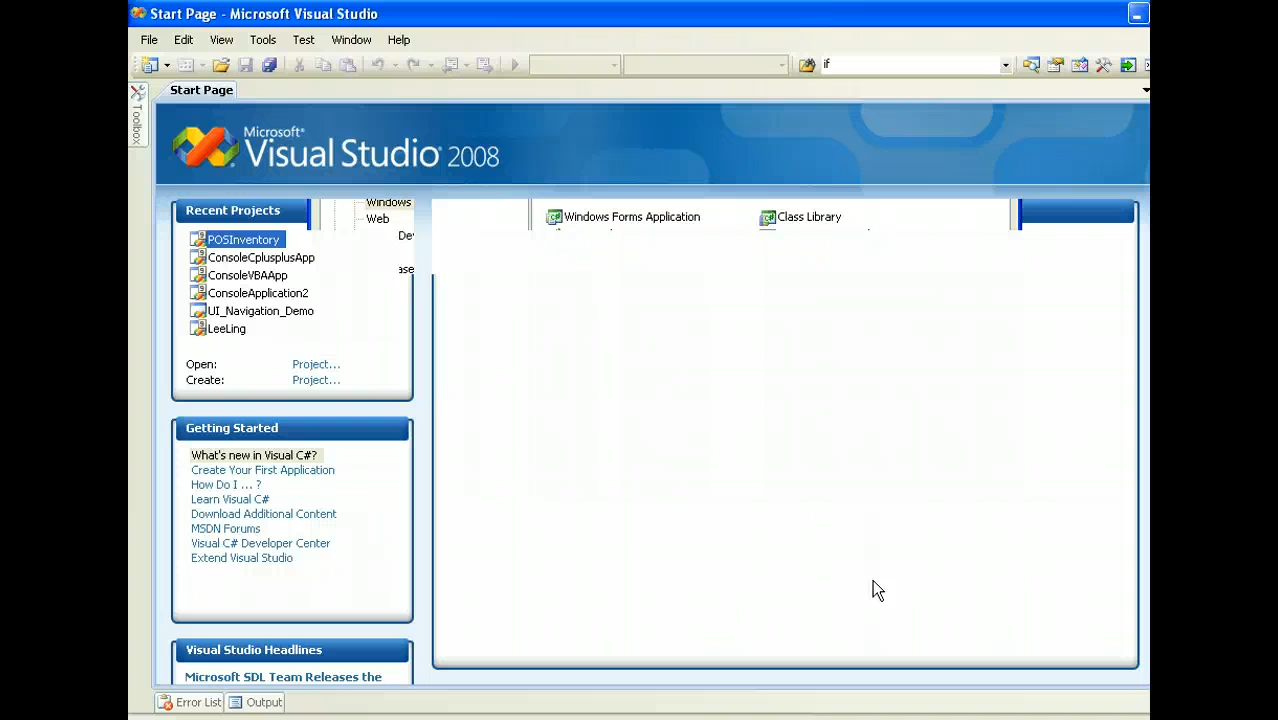 Start Page - Microsoft Visual Studio
File Edit View Tools Test Window Help
if
Toolbox
Start Page
Microsoft®
Visual Studio® 2008
Recent Projects
Windows
Web
Windows Forms Application
Class Library
De
POSInventory
ConsoleCplusplusApp
ase
ConsoleVBAApp
ConsoleApplication2
UI_Navigation_Demo
LeeLing
Open: Project...
Create: Project...
Getting Started
What's new in Visual C#?
Create Your First Application
How Do I ... ?
Learn Visual C#
Download Additional Content
MSDN Forums
Visual C# Developer Center
Extend Visual Studio
Visual Studio Headlines
Microsoft SDL Team Releases the
Error List Output